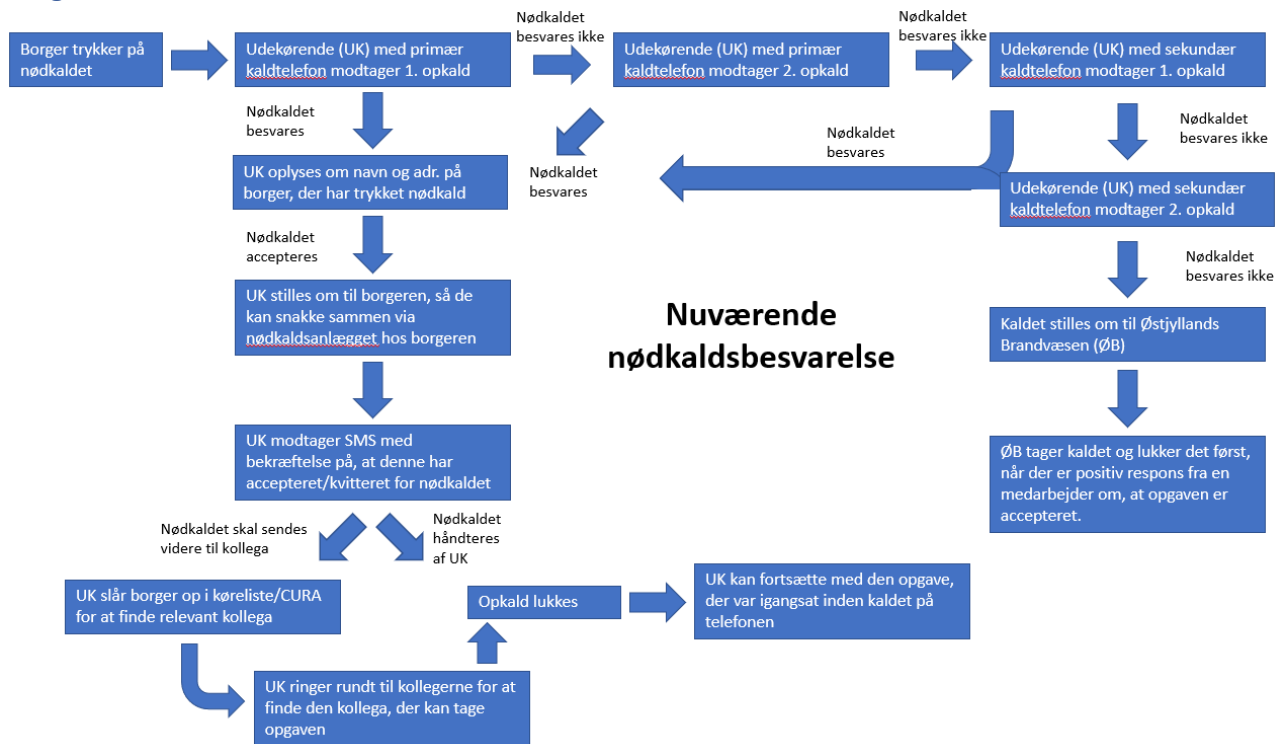 Borger trykker på
nødkaldet
Udekørende (UK) med primær
kaldtelefon modtager 1. opkald
Nødkaldet
besvares ikke
Udekørende (UK) med primær
kaldtelefon modtager 2. opkald
Nødkaldet
besvares ikke
Udekørende (UK) med sekundær
kaldtelefon modtager 1. opkald
Nødkaldet
besvares
Nødkaldet
besvares
Nødkaldet
besvares
Nødkaldet
besvares ikke
UK oplyses om navn og adr. på
borger, der har trykket nødkald
Udekørende (UK) med sekundær
kaldtelefon modtager 2. opkald
Nødkaldet
accepteres
Nødkaldet
besvares ikke
UK stilles om til borgeren, så de
kan snakke sammen via
nødkaldsanlægget hos borgeren
Nuværende
nødkaldsbesvarelse
Kaldet stilles om til Østjyllands
Brandvæsen (ØB)
UK modtager SMS med
bekræftelse på, at denne har
accepteret/kvitteret for nødkaldet
ØB tager kaldet og lukker det først,
når der er positiv respons fra en
medarbejder om, at opgaven er
accepteret.
Nødkaldet skal sendes
videre til kollega
Nødkaldet
håndteres
af UK
UK slår borger op i køreliste/CURA
for at finde relevant kollega
Opkald lukkes
UK kan fortsætte med den opgave,
der var igangsat inden kaldet på
telefonen
UK ringer rundt til kollegerne for at
finde den kollega, der kan tage
opgaven